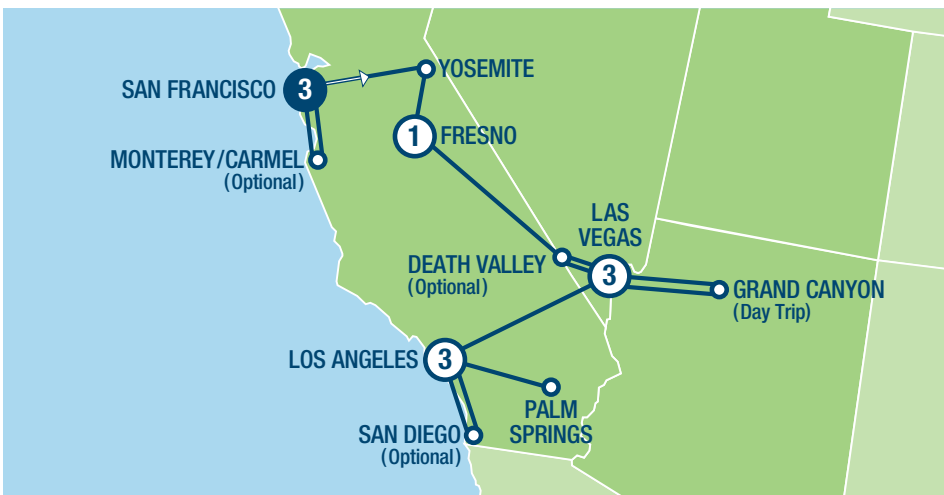 SAN FRANCISCO 3
YOSEMITE
1 FRESNO
MONTEREY/CARMEL
(Optional)
LAS
VEGAS
3
DEATH VALLEY
(Optional)
GRAND CANYON
(Day Trip)
LOS ANGELES 3
PALM
SPRINGS
SAN DIEGO
(Optional)